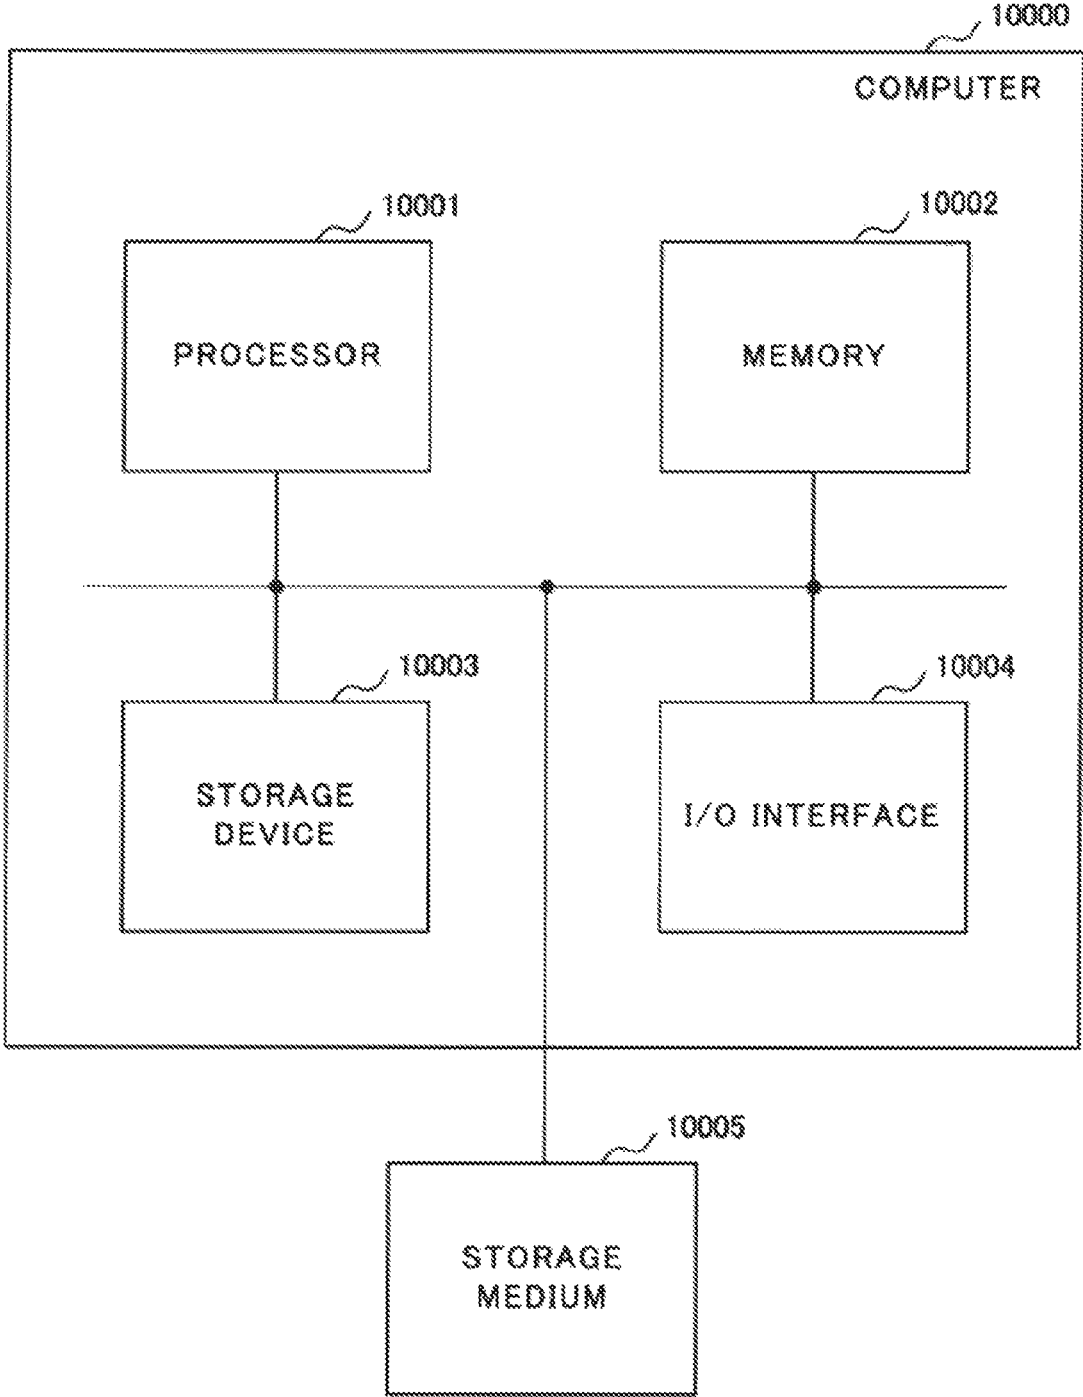 10000
COMPUTER
10001
10002
PROCESSOR
MEMORY
10003
10004
STORAGE
DEVICE
I/O INTERFACE
10005
STORAGE
MEDIUM